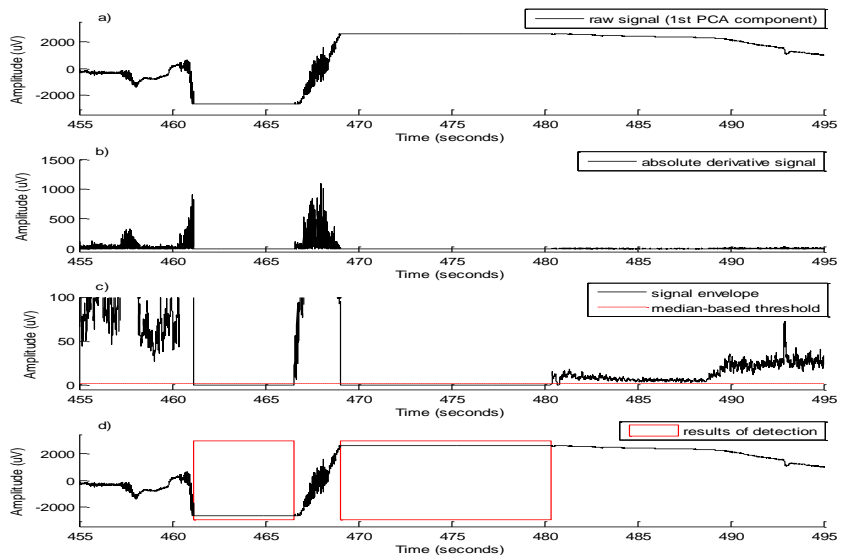 a)
raw signal (1st PCA component)
Amplitude (uV)
2000
0
-2000
455 460 465 470 475 480 485 490 495
Time (seconds)
b)
absolute derivative signal
Amplitude (uV)
1500
1000
500
0
455 460 465 470 475 480 485 490 495
Time (seconds)
c)
signal envelope
median-based threshold
Amplitude (uV)
100
50
0
455 460 465 470 475 480 485 490 495
Time (seconds)
d)
results of detection
Amplitude (uV)
2000
0
-2000
455 460 465 470 475 480 485 490 495
Time (seconds)